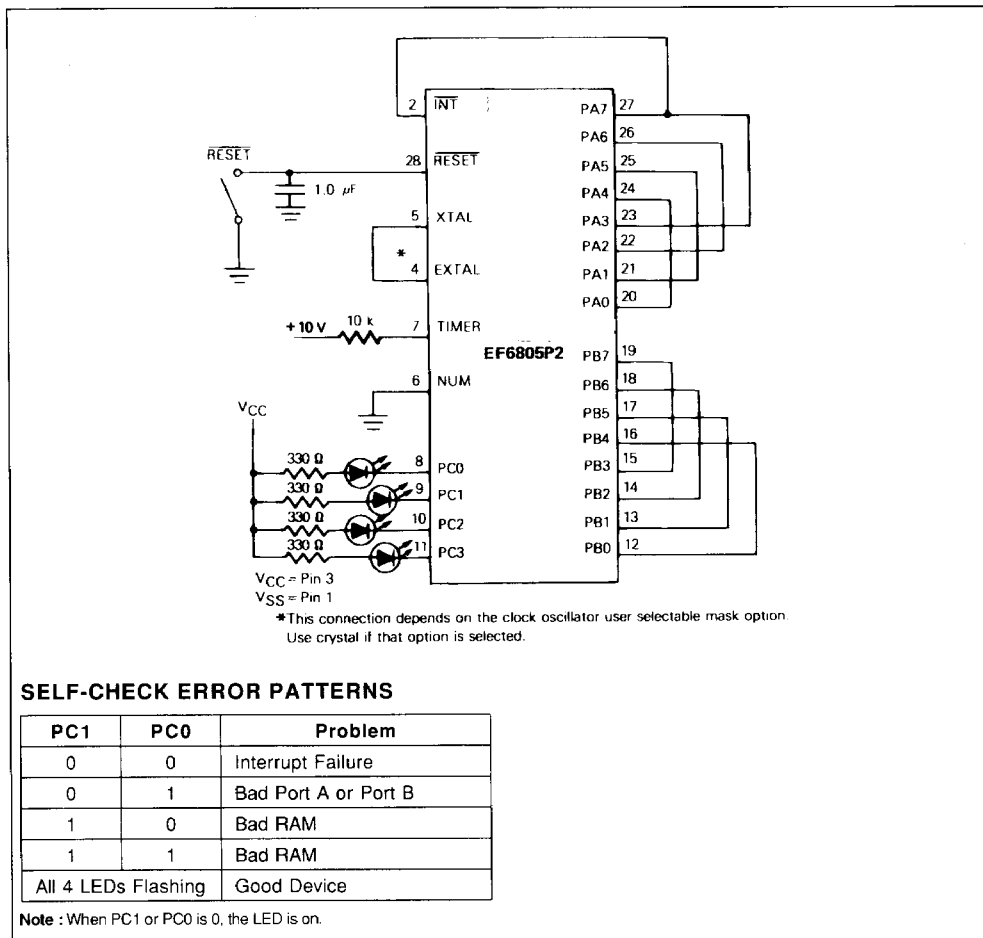 2 INT PA7 27
PA6 26
RESET
PA5 25
28 RESET
PA4 24
1.0 µF
PA3 23
5 XTAL
PA2 22
*
PA1 21
4 EXTAL
PA0 20
+10 V 10 k 7 TIMER
EF6805P2
PB7 19
6 NUM
PB6 18
PB5 17
VCC
PB4 16
330 Ω 8 PC0
PB3 15
330 Ω 9 PC1
PB2 14
330 Ω 10 PC2
PB1 13
330 Ω 11 PC3
PB0 12
VCC = Pin 3
VSS = Pin 1
*This connection depends on the clock oscillator user selectable mask option.
Use crystal if that option is selected.
SELF-CHECK ERROR PATTERNS
PC1 PC0 Problem
0 0 Interrupt Failure
0 1 Bad Port A or Port B
1 0 Bad RAM
1 1 Bad RAM
All 4 LEDs Flashing Good Device
Note : When PC1 or PC0 is 0, the LED is on.